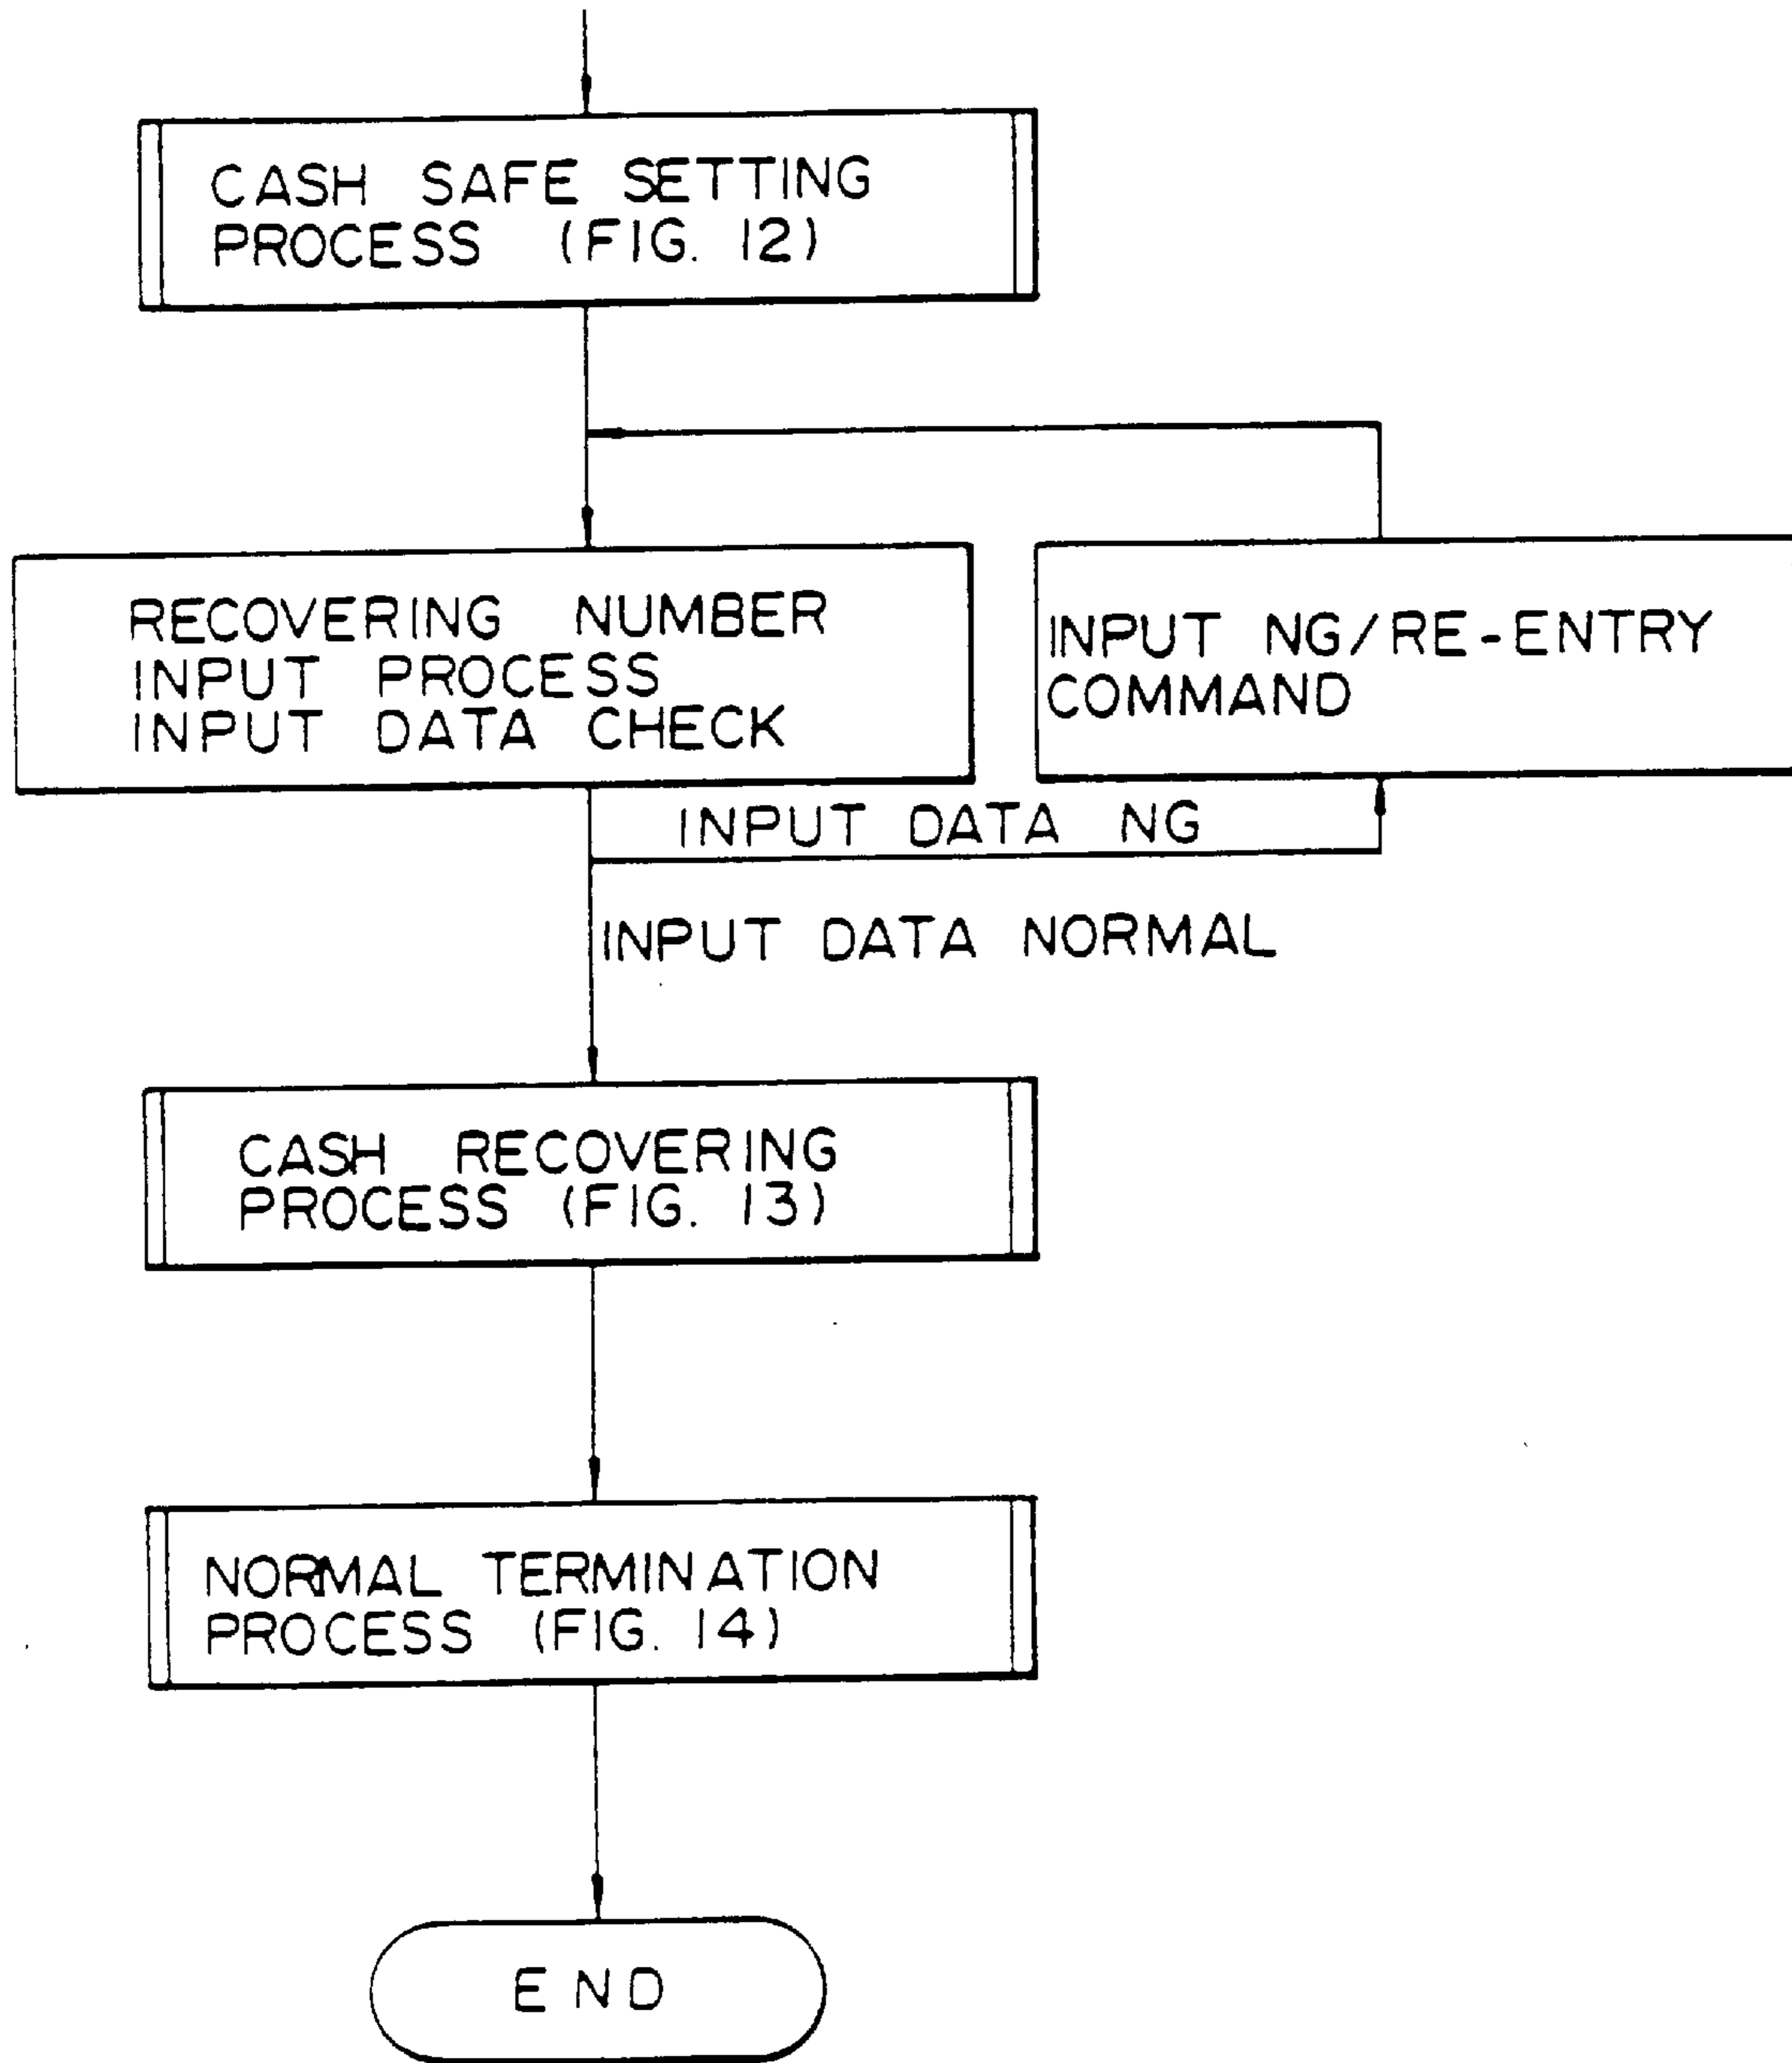 CASH SAFE SETTING
PROCESS (FIG. 12)
RECOVERING NUMBER
INPUT PROCESS
INPUT DATA CHECK
INPUT NG/RE-ENTRY
COMMAND
INPUT DATA NG
INPUT DATA NORMAL
CASH RECOVERING
PROCESS (FIG. 13)
NORMAL TERMINATION
PROCESS (FIG. 14)
END